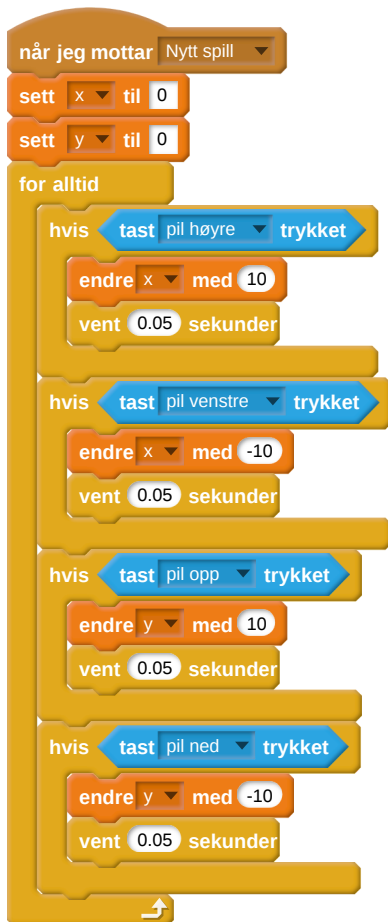 når jeg mottar Nytt spill
sett x til 0
sett y til 0
for alltid
hvis tast pil høyre trykket
endre x med 10
vent 0.05 sekunder
hvis tast pil venstre trykket
endre x med -10
vent 0.05 sekunder
hvis tast pil opp trykket
endre y med 10
vent 0.05 sekunder
hvis tast pil ned trykket
endre y med -10
vent 0.05 sekunder